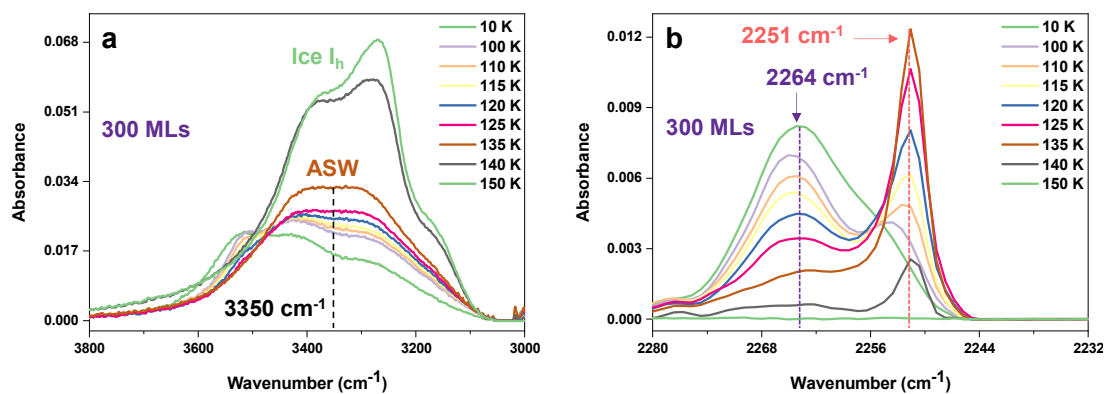 a
Ice Ih
300 MLs
ASW
3350 cm-1
10 K
100 K
110 K
115 K
120 K
125 K
135 K
140 K
150 K
0.068
0.051
0.034
0.017
0.000
Absorbance
3800
3600
3400
3200
3000
Wavenumber (cm-1)
b
2251 cm-1
2264 cm-1
300 MLs
10 K
100 K
110 K
115 K
120 K
125 K
135 K
140 K
150 K
0.012
0.009
0.006
0.003
0.000
Absorbance
2280
2268
2256
2244
2232
Wavenumber (cm-1)